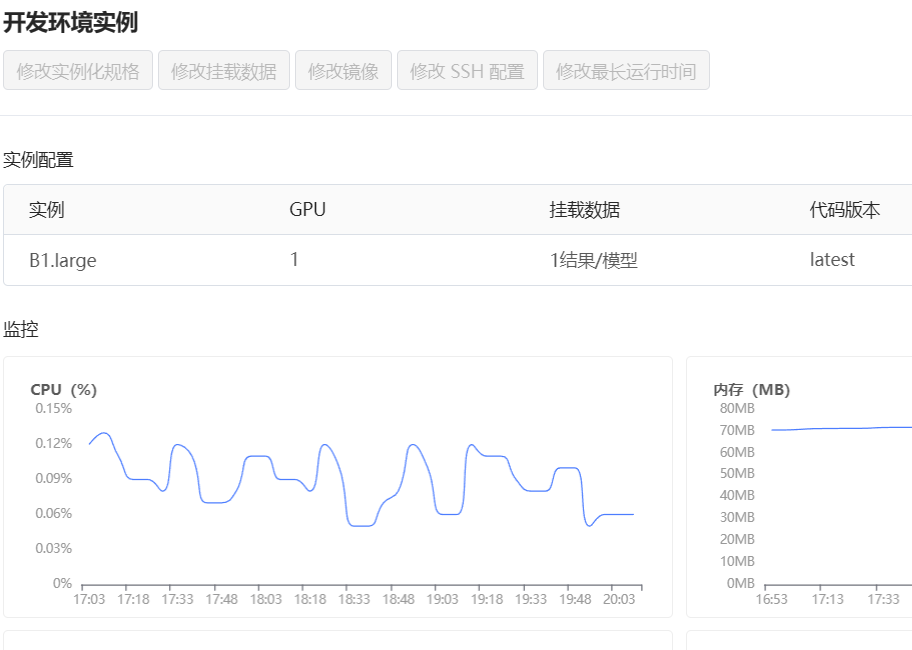 开发环境实例
修改实例化规格 修改挂载数据 修改镜像 修改 SSH 配置 修改最长运行时间
实例配置
实例 GPU 挂载数据 代码版本
B1.large 1 1结果/模型 latest
监控
CPU（%）
0.15%
0.12%
0.09%
0.06%
0.03%
0%
17:03 17:18 17:33 17:48 18:03 18:18 18:33 18:48 19:03 19:18 19:33 19:48 20:03
内存（MB）
80MB
70MB
60MB
50MB
40MB
30MB
20MB
10MB
0MB
16:53 17:13 17:33